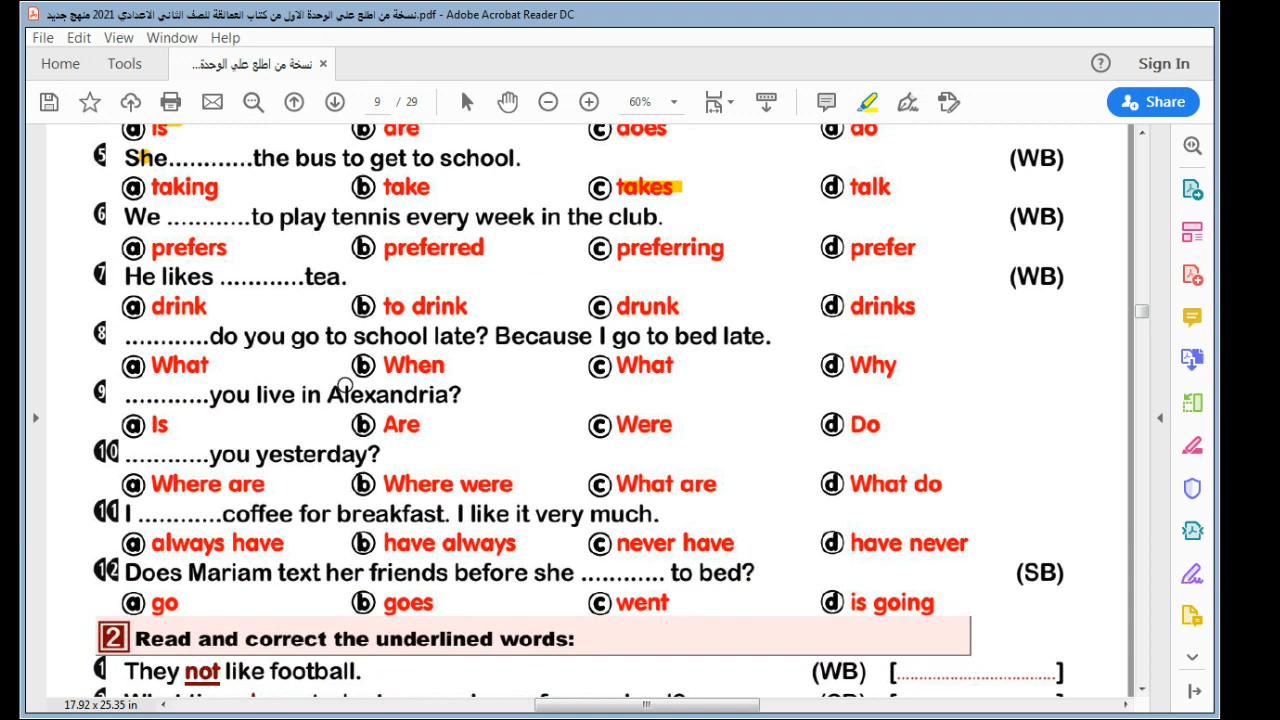 نسخة من اطلع علي الوحدة الاول من كتاب العمالقة للصف الثاني الاعدادي 2021 منهج جديد.pdf - Adobe Acrobat Reader DC
File Edit View Window Help
Home Tools نسخة من اطلع علي الوحدة... × Sign In
9 / 29 60% Share
a is b are c does d do
5 She............the bus to get to school. (WB)
a taking b take c takes d talk
6 We ............to play tennis every week in the club. (WB)
a prefers b preferred c preferring d prefer
7 He likes ............tea. (WB)
a drink b to drink c drunk d drinks
8 ............do you go to school late? Because I go to bed late.
a What b When c What d Why
9 ............you live in Alexandria?
a Is b Are c Were d Do
10 ............you yesterday?
a Where are b Where were c What are d What do
11 I ............coffee for breakfast. I like it very much.
a always have b have always c never have d have never
12 Does Mariam text her friends before she ............ to bed? (SB)
a go b goes c went d is going
2 Read and correct the underlined words:
1 They not like football. (WB) [................................]
17.92 x 25.35 in